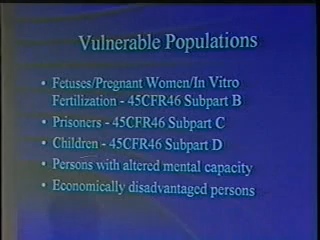 Vulnerable Populations
• Fetuses/Pregnant Women/In Vitro
Fertilization - 45CFR46 Subpart B
• Prisoners - 45CFR46 Subpart C
• Children - 45CFR46 Subpart D
• Persons with altered mental capacity
• Economically disadvantaged persons